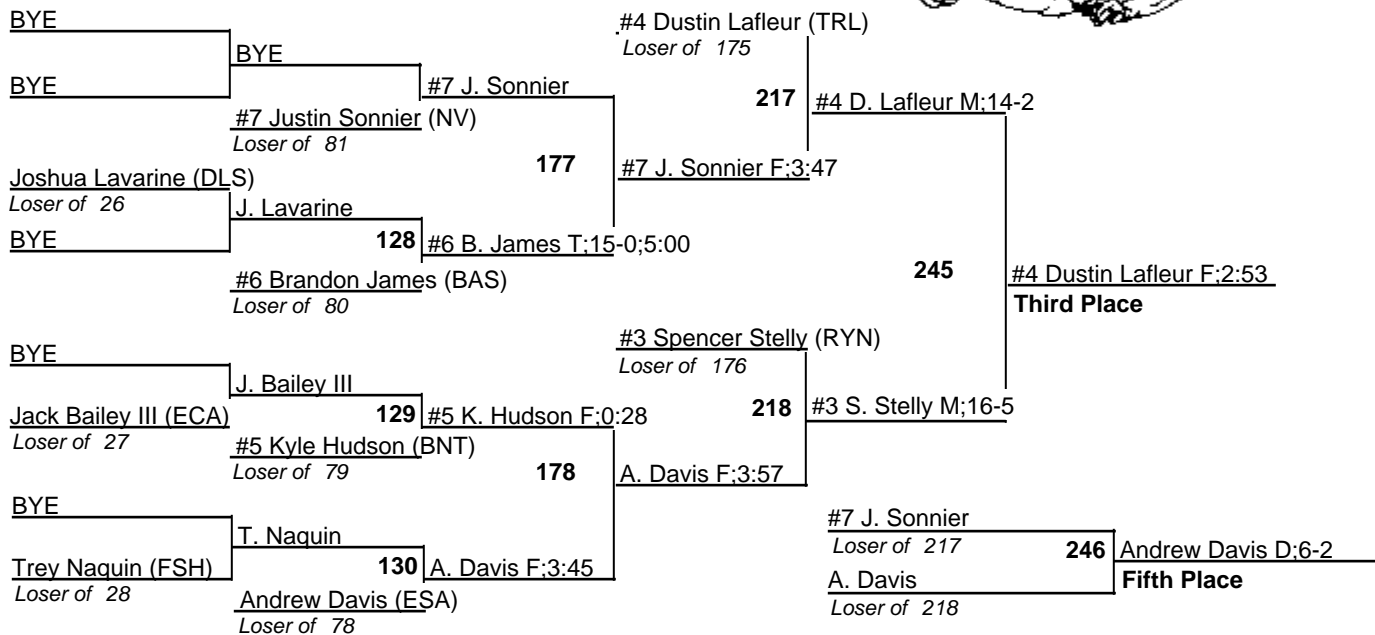 BYE
#4 Dustin Lafleur (TRL)
Loser of 175
BYE
BYE
#7 J. Sonnier
217
#4 D. Lafleur M;14-2
#7 Justin Sonnier (NV)
Loser of 81
177
#7 J. Sonnier F;3:47
Joshua Lavarine (DLS)
Loser of 26
J. Lavarine
BYE
128
#6 B. James T;15-0;5:00
245
#4 Dustin Lafleur F;2:53
Third Place
#6 Brandon James (BAS)
Loser of 80
#3 Spencer Stelly (RYN)
Loser of 176
BYE
J. Bailey III
Jack Bailey III (ECA)
Loser of 27
129
#5 K. Hudson F;0:28
218
#3 S. Stelly M;16-5
#5 Kyle Hudson (BNT)
Loser of 79
178
A. Davis F;3:57
BYE
T. Naquin
Trey Naquin (FSH)
Loser of 28
130
A. Davis F;3:45
Andrew Davis (ESA)
Loser of 78
#7 J. Sonnier
Loser of 217
246
Andrew Davis D;6-2
Fifth Place
A. Davis
Loser of 218